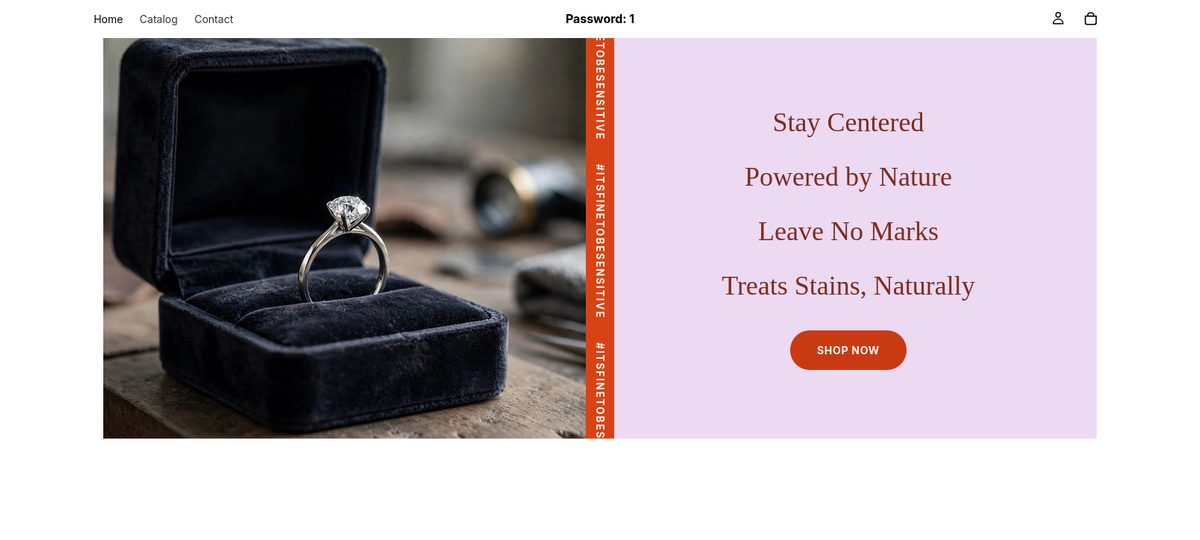 Home Catalog Contact Password: 1
ETOBESENSITIVE
#ITSFINETOBESENSITIVE
#ITSFINETOBES
Stay Centered
Powered by Nature
Leave No Marks
Treats Stains, Naturally
SHOP NOW